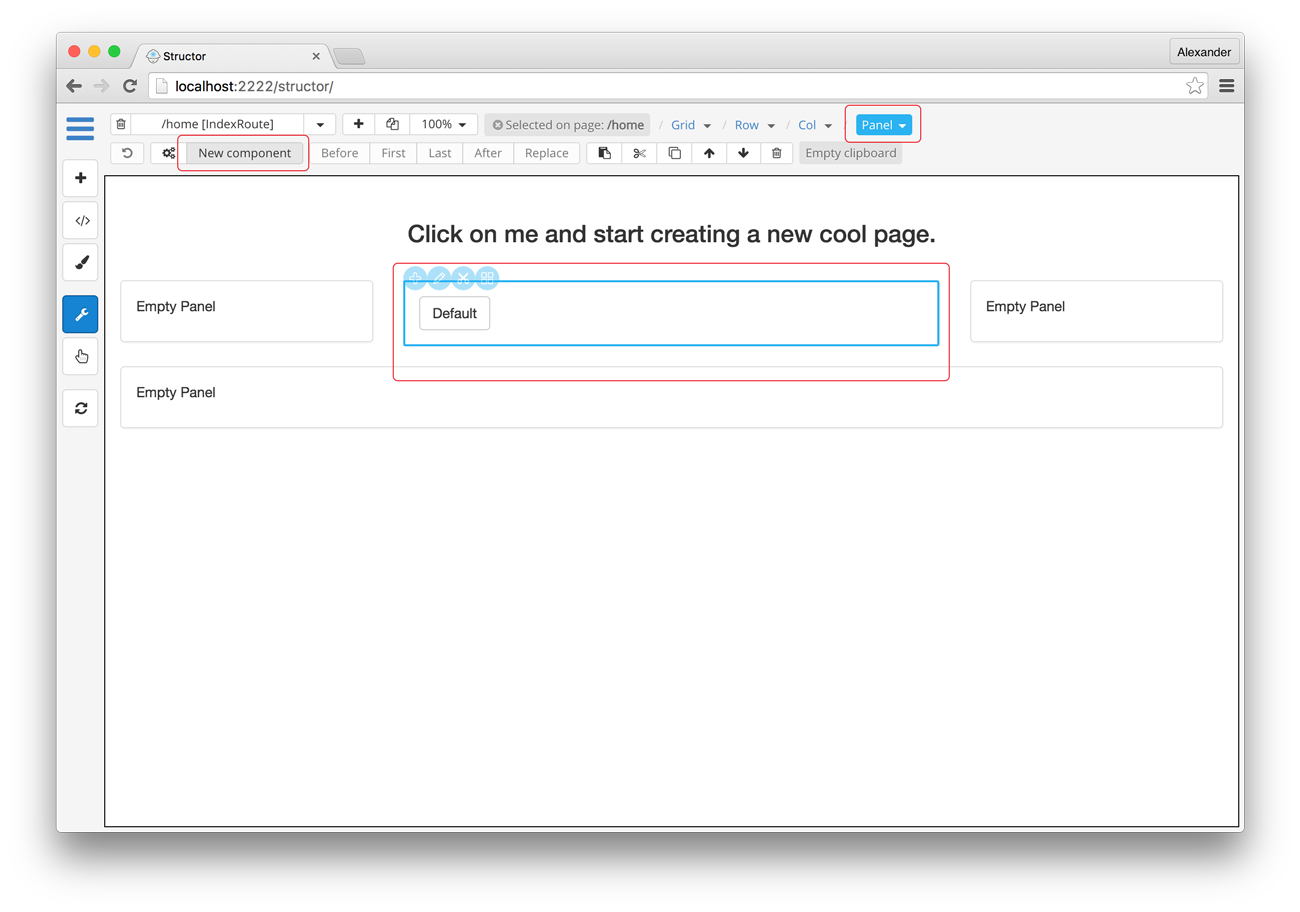 Structor
Alexander
localhost:2222/structor/
/home [IndexRoute] 100% Selected on page: /home / Grid / Row / Col / Panel
New component Before First Last After Replace Empty clipboard
Click on me and start creating a new cool page.
Empty Panel
Default
Empty Panel
Empty Panel